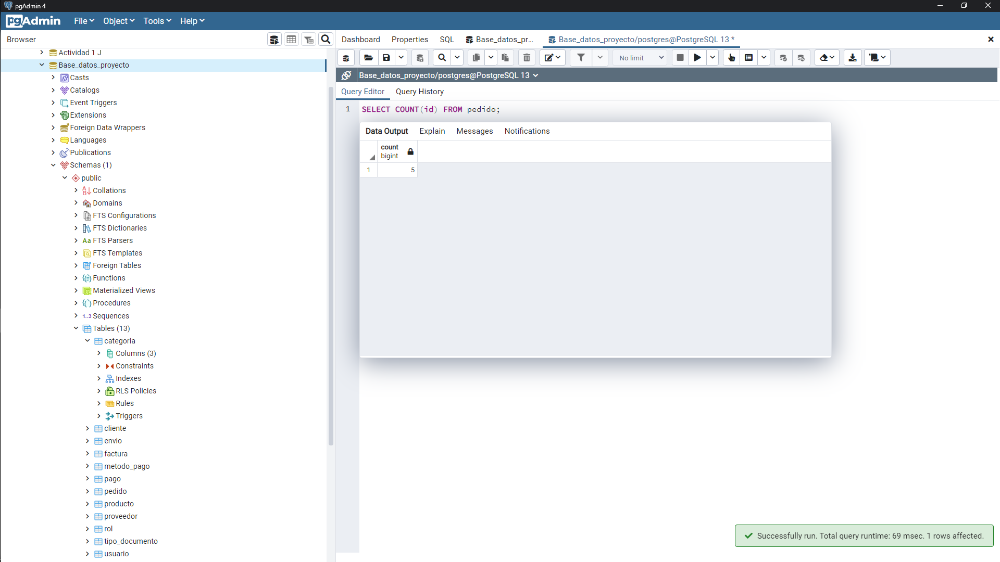 pgAdmin 4
pgAdmin File Object Tools Help
Browser
Dashboard Properties SQL Base_datos_pr... Base_datos_proyecto/postgres@PostgreSQL 13 *
No limit
Base_datos_proyecto/postgres@PostgreSQL 13
Query Editor Query History
Actividad 1 J
Base_datos_proyecto
Casts
Catalogs
Event Triggers
Extensions
Foreign Data Wrappers
Languages
Publications
Schemas (1)
public
Collations
Domains
FTS Configurations
FTS Dictionaries
Aa FTS Parsers
FTS Templates
Foreign Tables
Functions
Materialized Views
Procedures
1..3 Sequences
Tables (13)
categoria
Columns (3)
Constraints
Indexes
RLS Policies
Rules
Triggers
cliente
envio
factura
metodo_pago
pago
pedido
producto
proveedor
rol
tipo_documento
usuario
1 SELECT COUNT(id) FROM pedido;
Data Output Explain Messages Notifications
count
bigint
1 5
Successfully run. Total query runtime: 69 msec. 1 rows affected.